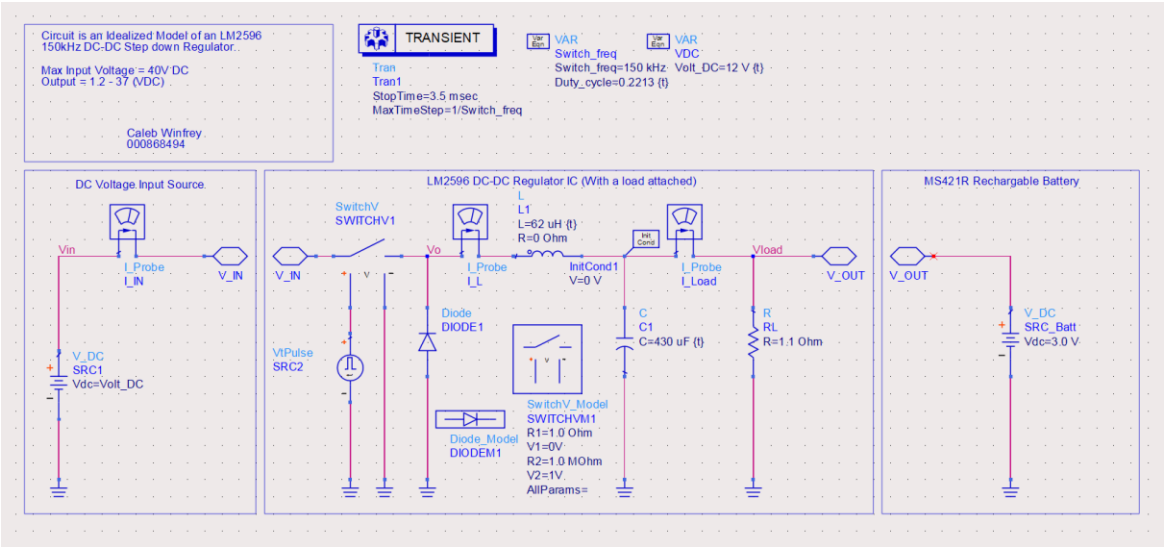 Circuit is an Idealized Model of an LM2596
150kHz DC-DC Step down Regulator.
Max Input Voltage = 40V DC
Output = 1.2 - 37 (VDC)
Caleb Winfrey
000868494
TRANSIENT
Tran
Tran1
StopTime=3.5 msec
MaxTimeStep=1/Switch_freq
Var
Eqn
VAR
Switch_freq
Switch_freq=150 kHz
Duty_cycle=0.2213 {t}
Var
Eqn
VAR
VDC
Volt_DC=12 V {t}
DC Voltage Input Source
Vin
I_Probe
I_IN
V_IN
V_DC
SRC1
Vdc=Volt_DC
+
−
LM2596 DC-DC Regulator IC (With a load attached)
V_IN
SwitchV
SWITCHV1
+
v
−
VtPulse
SRC2
+
−
Vo
I_Probe
I_L
L
L1
L=62 uH {t}
R=0 Ohm
Init
Cond
InitCond1
V=0 V
I_Probe
I_Load
Vload
V_OUT
Diode
DIODE1
Diode_Model
DIODEM1
+
v
−
SwitchV_Model
SWITCHVM1
R1=1.0 Ohm
V1=0V
R2=1.0 MOhm
V2=1V
AllParams=
C
C1
C=430 uF {t}
R
RL
R=1.1 Ohm
MS421R Rechargable Battery
V_OUT
V_DC
SRC_Batt
Vdc=3.0 V
+
−